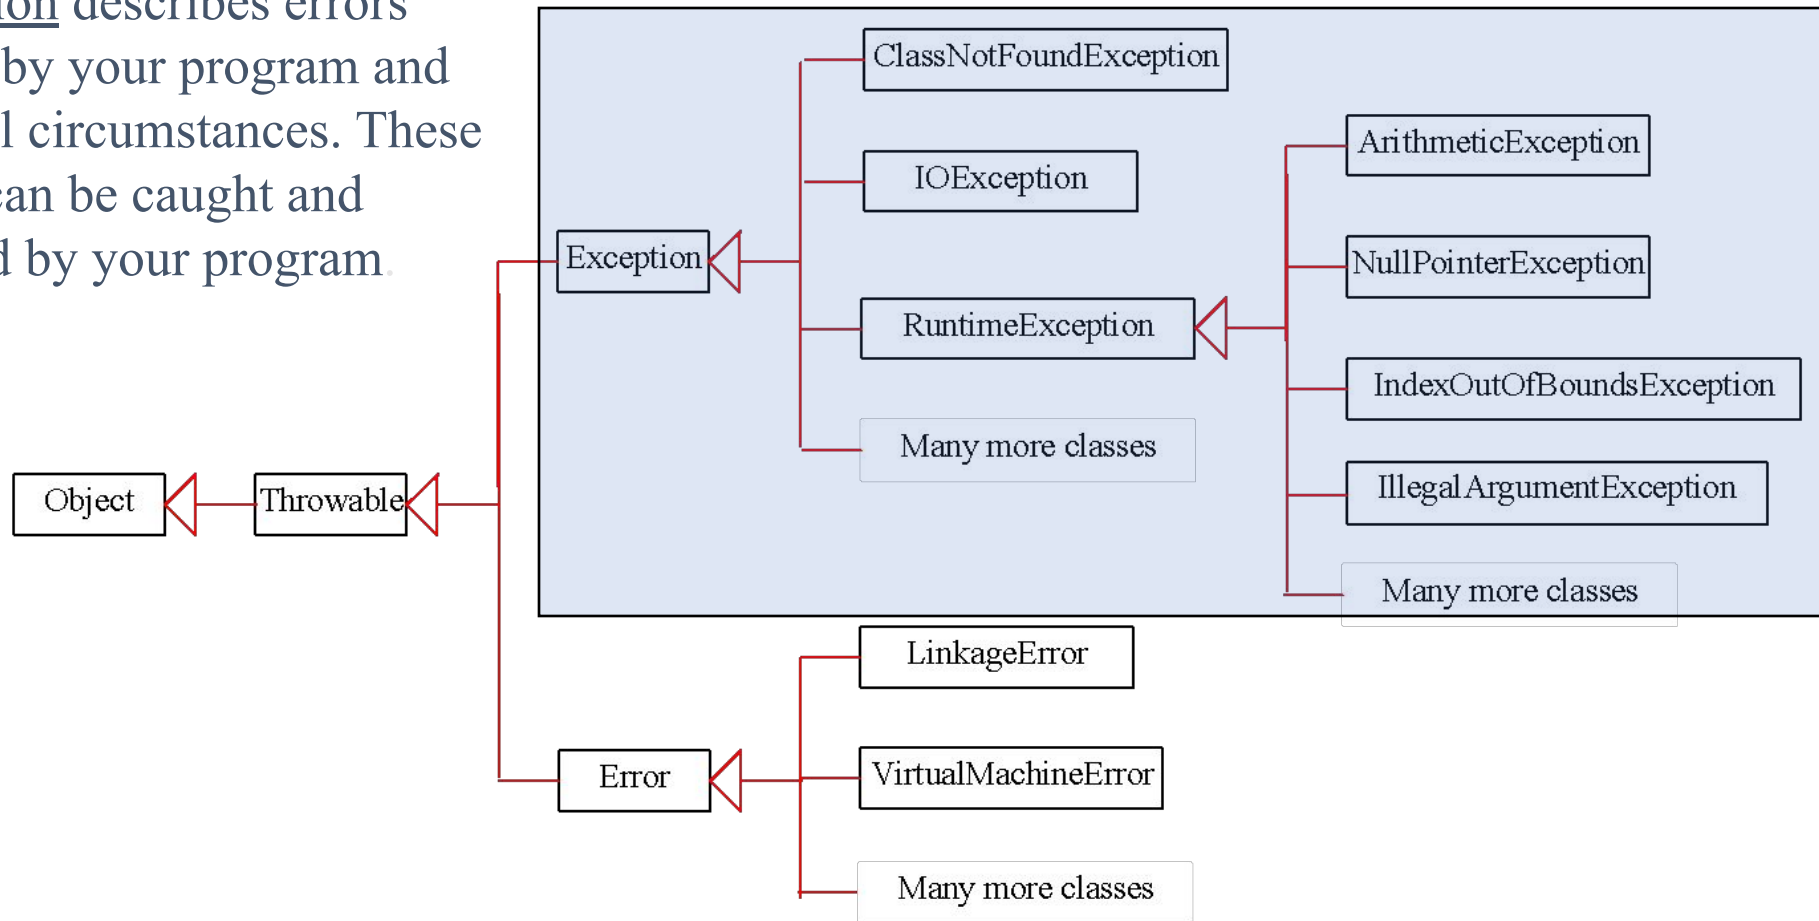 ion describes errors
by your program and
l circumstances. These
can be caught and
d by your program.
ClassNotFoundException
ArithmeticException
IOException
Exception
NullPointerException
RuntimeException
IndexOutOfBoundsException
Many more classes
Object
Throwable
IllegalArgumentException
Many more classes
LinkageError
Error
VirtualMachineError
Many more classes